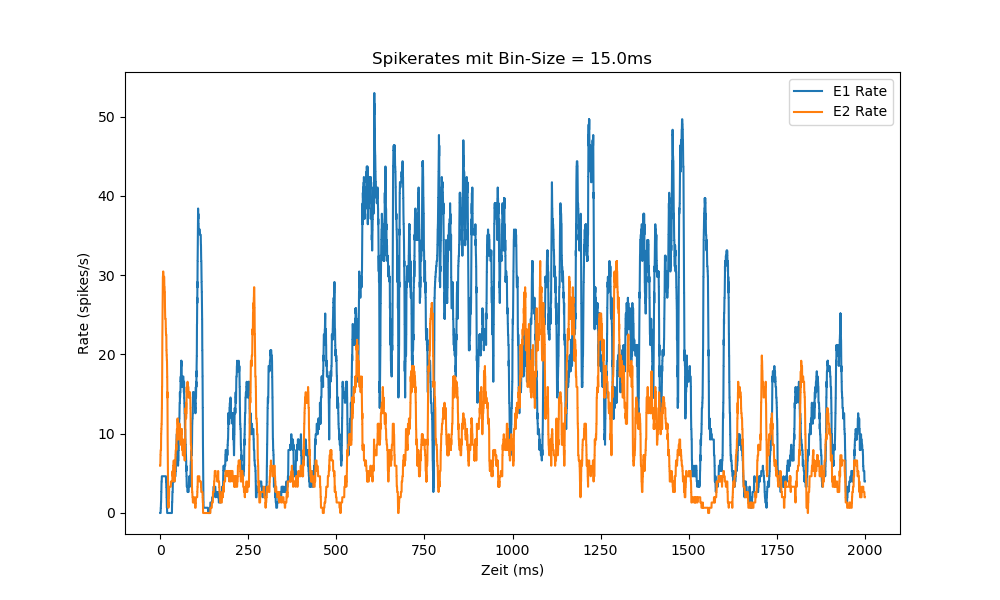 Spikerates mit Bin-Size = 15.0ms
E1 Rate
E2 Rate
50
40
30
20
10
0
Rate (spikes/s)
0 250 500 750 1000 1250 1500 1750 2000
Zeit (ms)